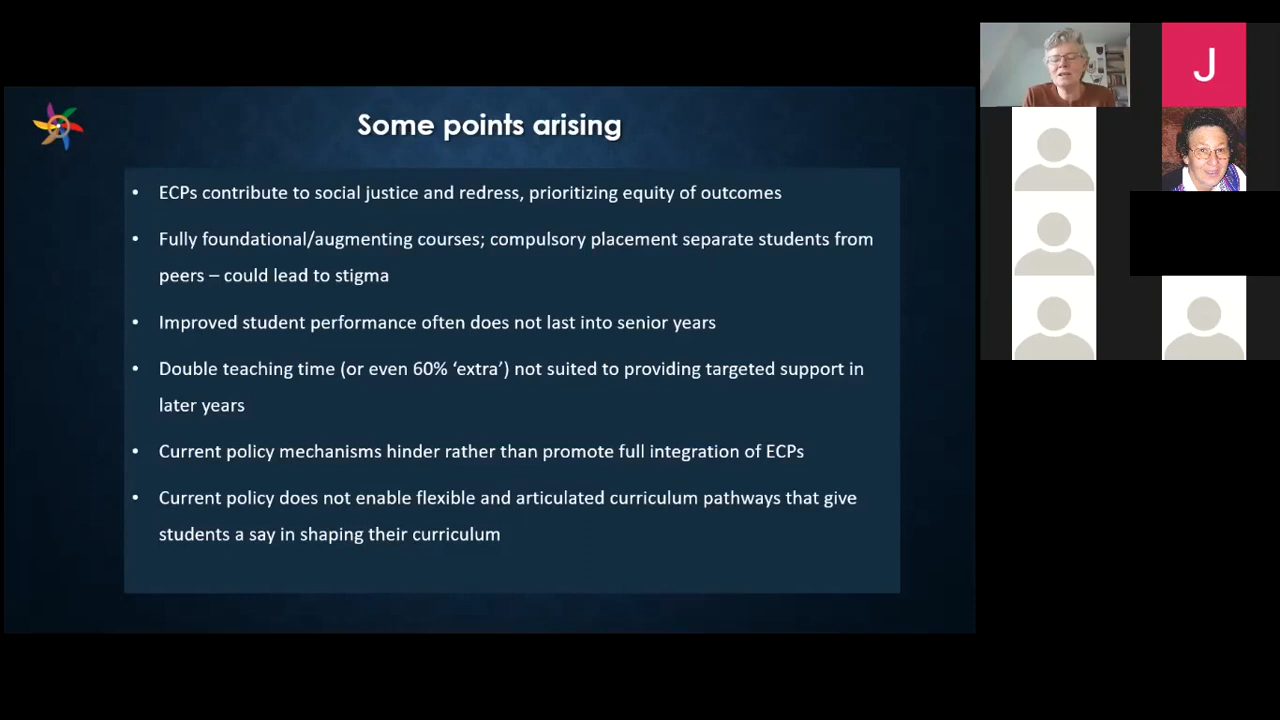 Some points arising
• ECPs contribute to social justice and redress, prioritizing equity of outcomes
• Fully foundational/augmenting courses; compulsory placement separate students from
peers – could lead to stigma
• Improved student performance often does not last into senior years
• Double teaching time (or even 60% ‘extra’) not suited to providing targeted support in
later years
• Current policy mechanisms hinder rather than promote full integration of ECPs
• Current policy does not enable flexible and articulated curriculum pathways that give
students a say in shaping their curriculum
J